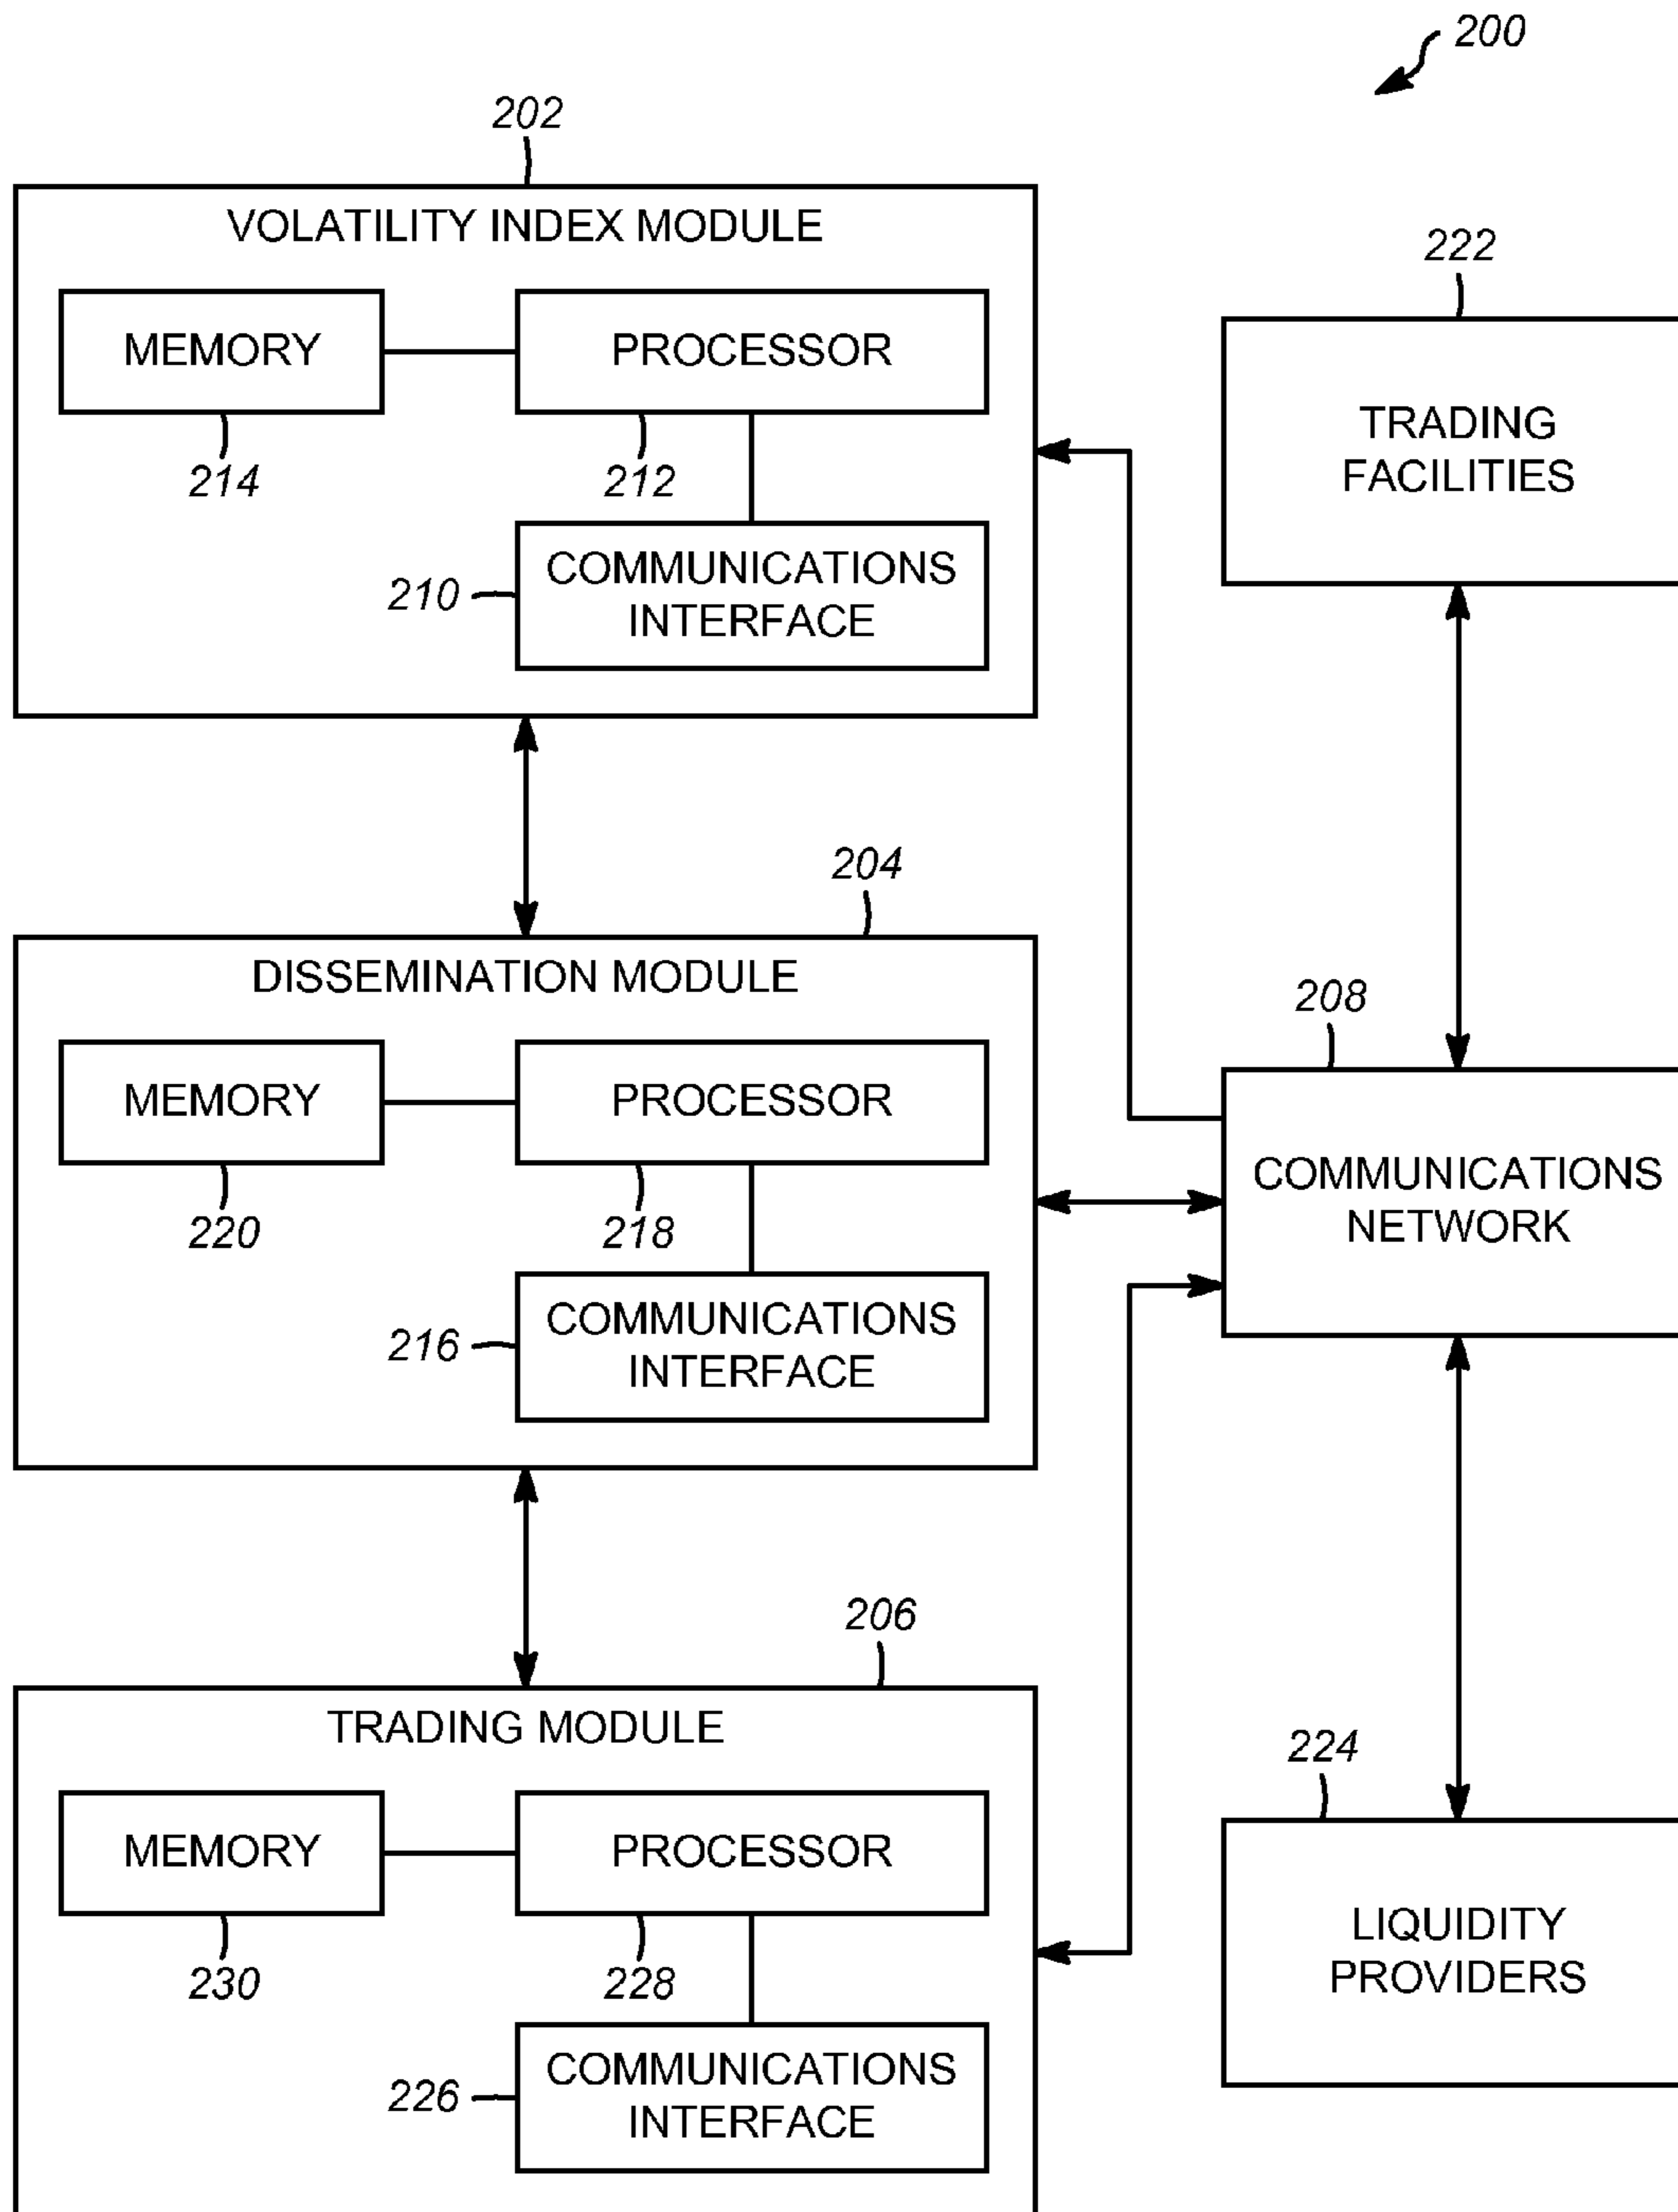 200
202
VOLATILITY INDEX MODULE
222
MEMORY
PROCESSOR
214
212
TRADING
FACILITIES
210
COMMUNICATIONS
INTERFACE
204
DISSEMINATION MODULE
208
MEMORY
PROCESSOR
220
218
COMMUNICATIONS
NETWORK
216
COMMUNICATIONS
INTERFACE
206
TRADING MODULE
224
MEMORY
PROCESSOR
230
228
LIQUIDITY
PROVIDERS
226
COMMUNICATIONS
INTERFACE